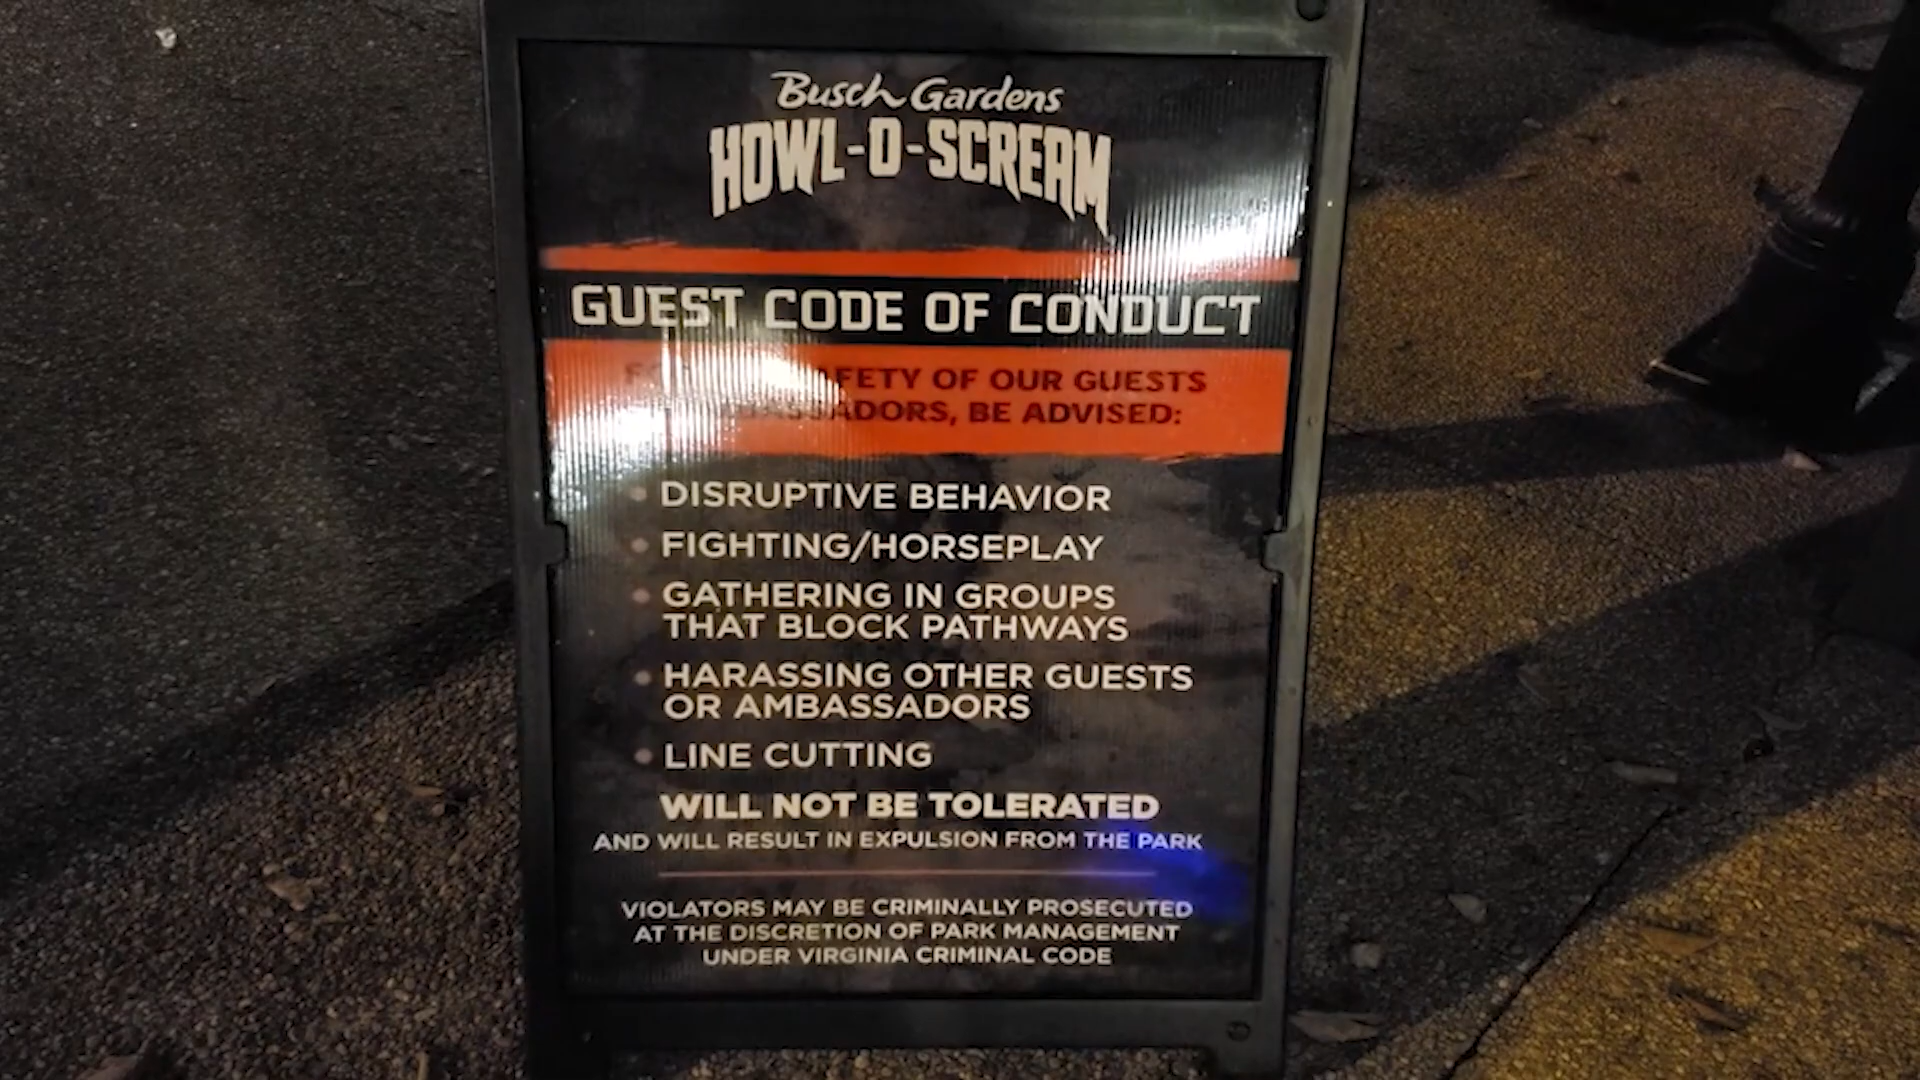 Busch Gardens
HOWL-O-SCREAM
GUEST CODE OF CONDUCT
SAFETY OF OUR GUESTS
AMBASSADORS, BE ADVISED:
• DISRUPTIVE BEHAVIOR
• FIGHTING/HORSEPLAY
• GATHERING IN GROUPS
THAT BLOCK PATHWAYS
• HARASSING OTHER GUESTS
OR AMBASSADORS
• LINE CUTTING
WILL NOT BE TOLERATED
AND WILL RESULT IN EXPULSION FROM THE PARK
VIOLATORS MAY BE CRIMINALLY PROSECUTED
AT THE DISCRETION OF PARK MANAGEMENT
UNDER VIRGINIA CRIMINAL CODE